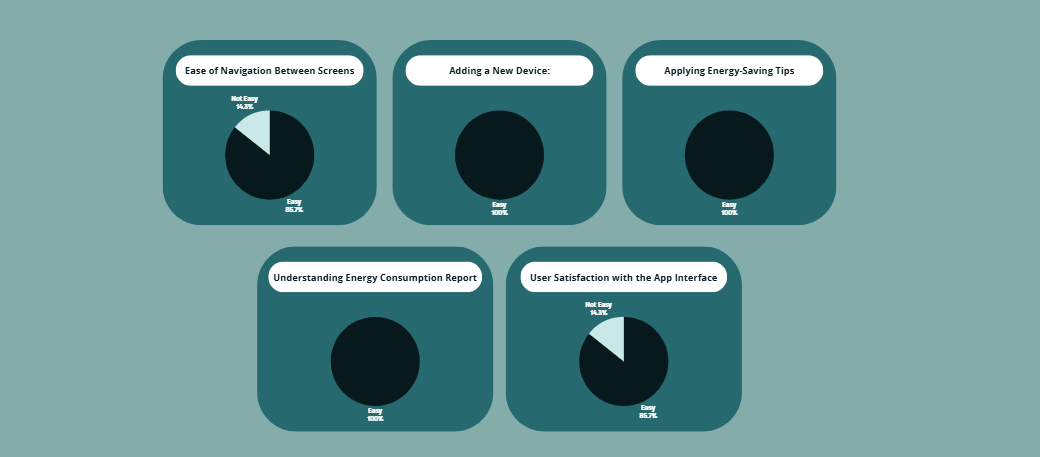 Ease of Navigation Between Screens
Not Easy
14.3%
Easy
85.7%
Adding a New Device:
Easy
100%
Applying Energy-Saving Tips
Easy
100%
Understanding Energy Consumption Report
Easy
100%
User Satisfaction with the App Interface
Not Easy
14.3%
Easy
85.7%